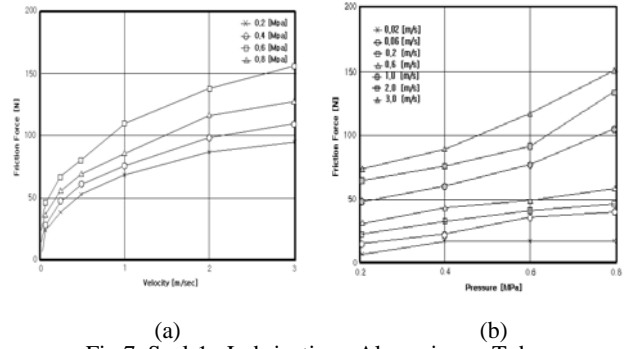 200
150
100
50
0
Friction Force [N]
0,2 [Mpa]
0,4 [Mpa]
0,6 [Mpa]
0,8 [Mpa]
0
1
2
3
Velocity [m/sec]
(a)
200
150
100
50
0
Friction Force [N]
0,02 [m/s]
0,06 [m/s]
0,2 [m/s]
0,6 [m/s]
1,0 [m/s]
2,0 [m/s]
3,0 [m/s]
0.2
0.4
0.6
0.8
Pressure [MPa]
(b)